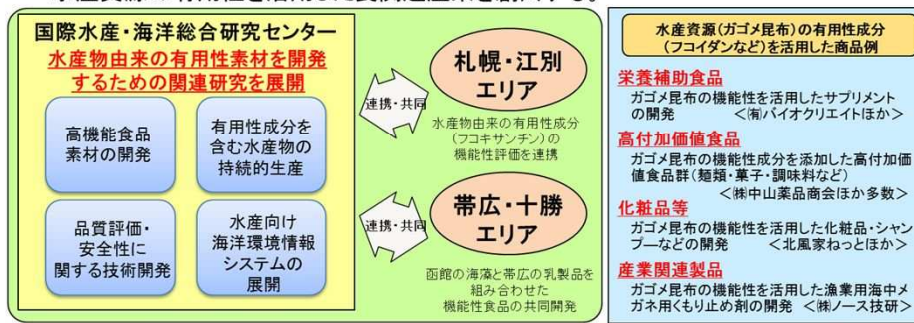 国際水産・海洋総合研究センター
水産物由来の有用性素材を開発
するための関連研究を展開
高機能食品
素材の開発
有用性成分を
含む水産物の
持続的生産
品質評価・
安全性に
関する技術開発
水産向け
海洋環境情報
システムの
展開
連携・共同
札幌・江別
エリア
水産物由来の有用性成分
(フコキサンチン)の
機能性評価を連携
連携・共同
帯広・十勝
エリア
函館の海藻と帯広の乳製品を
組み合わせた
機能性食品の共同開発
水産資源(ガゴメ昆布)の有用性成分
(フコイダンなど)を活用した商品例
栄養補助食品
ガゴメ昆布の機能性を活用したサプリメント
の開発 <㈲バイオクリエイトほか>
高付加価値食品
ガゴメ昆布の機能性成分を添加した高付加価
値食品群(麺類・菓子・調味料など)
<㈱中山薬品商会ほか多数>
化粧品等
ガゴメ昆布の機能性を活用した化粧品・シャン
プーなどの開発 <北風家ねっとほか>
産業関連製品
ガゴメ昆布の機能性を活用した漁業用海中メ
ガネ用くもり止め剤の開発 <㈱ノース技研>